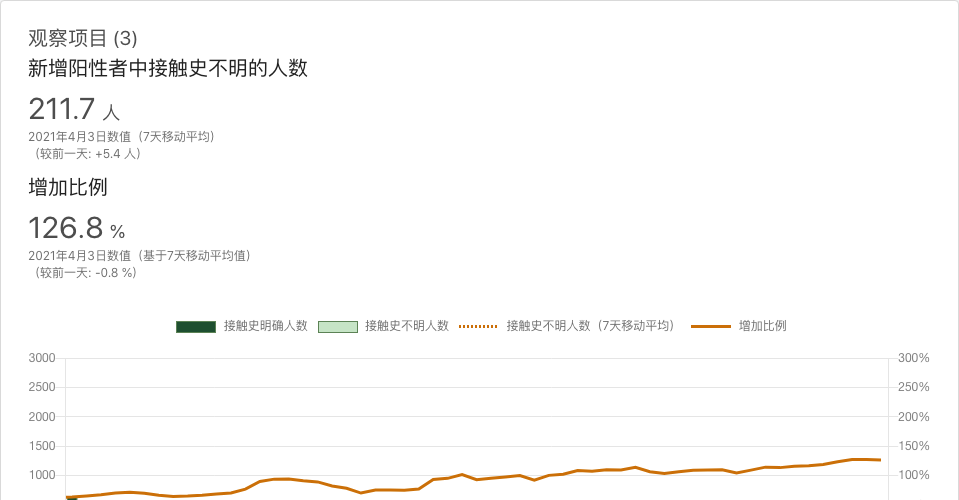 观察项目 (3)
新增阳性者中接触史不明的人数
211.7 人
2021年4月3日数值（7天移动平均）
（较前一天: +5.4 人）
增加比例
126.8 %
2021年4月3日数值（基于7天移动平均值）
（较前一天: -0.8 %）
接触史明确人数 接触史不明人数 接触史不明人数（7天移动平均） 增加比例
3000 300%
2500 250%
2000 200%
1500 150%
1000 100%